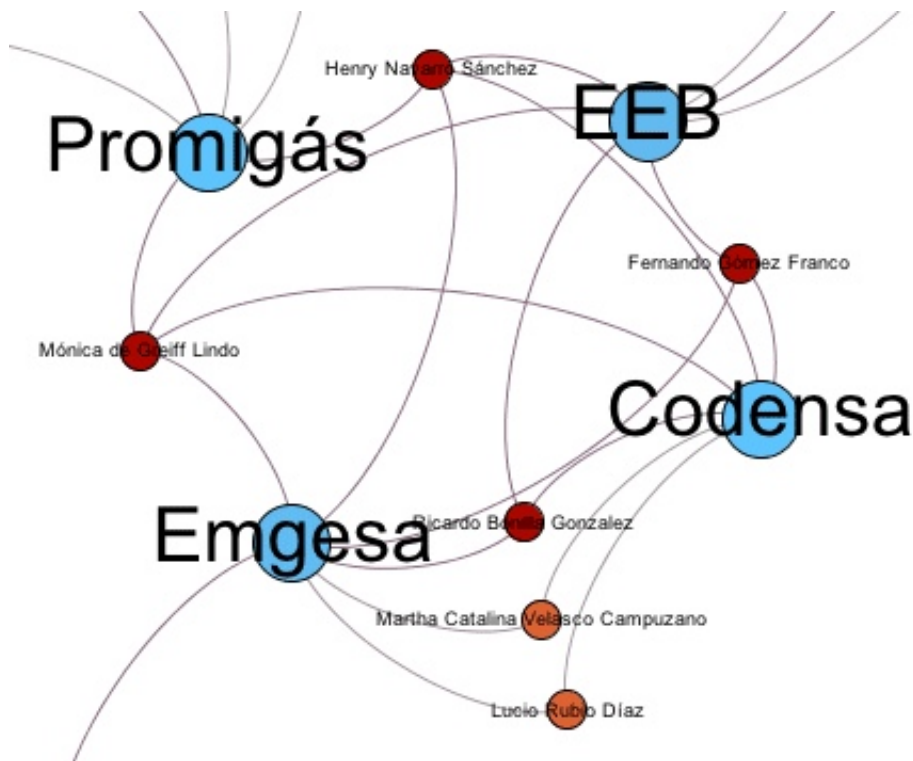 Henry Navarro Sánchez
EEB
Promigás
Fernando Gómez Franco
Mónica de Greiff Lindo
Codensa
Ricardo Bonilla Gonzalez
Emgesa
Martha Catalina Velasco Campuzano
Lucio Rubio Díaz